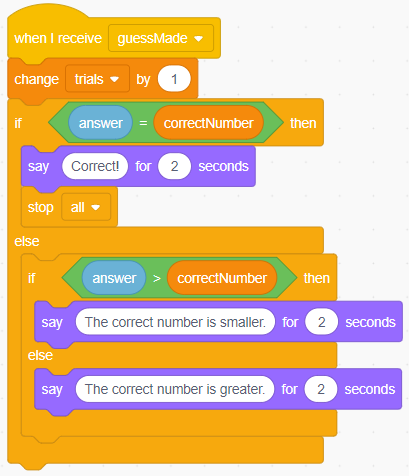 when I receive guessMade
change trials by 1
if answer = correctNumber then
say Correct! for 2 seconds
stop all
else
if answer > correctNumber then
say The correct number is smaller. for 2 seconds
else
say The correct number is greater. for 2 seconds